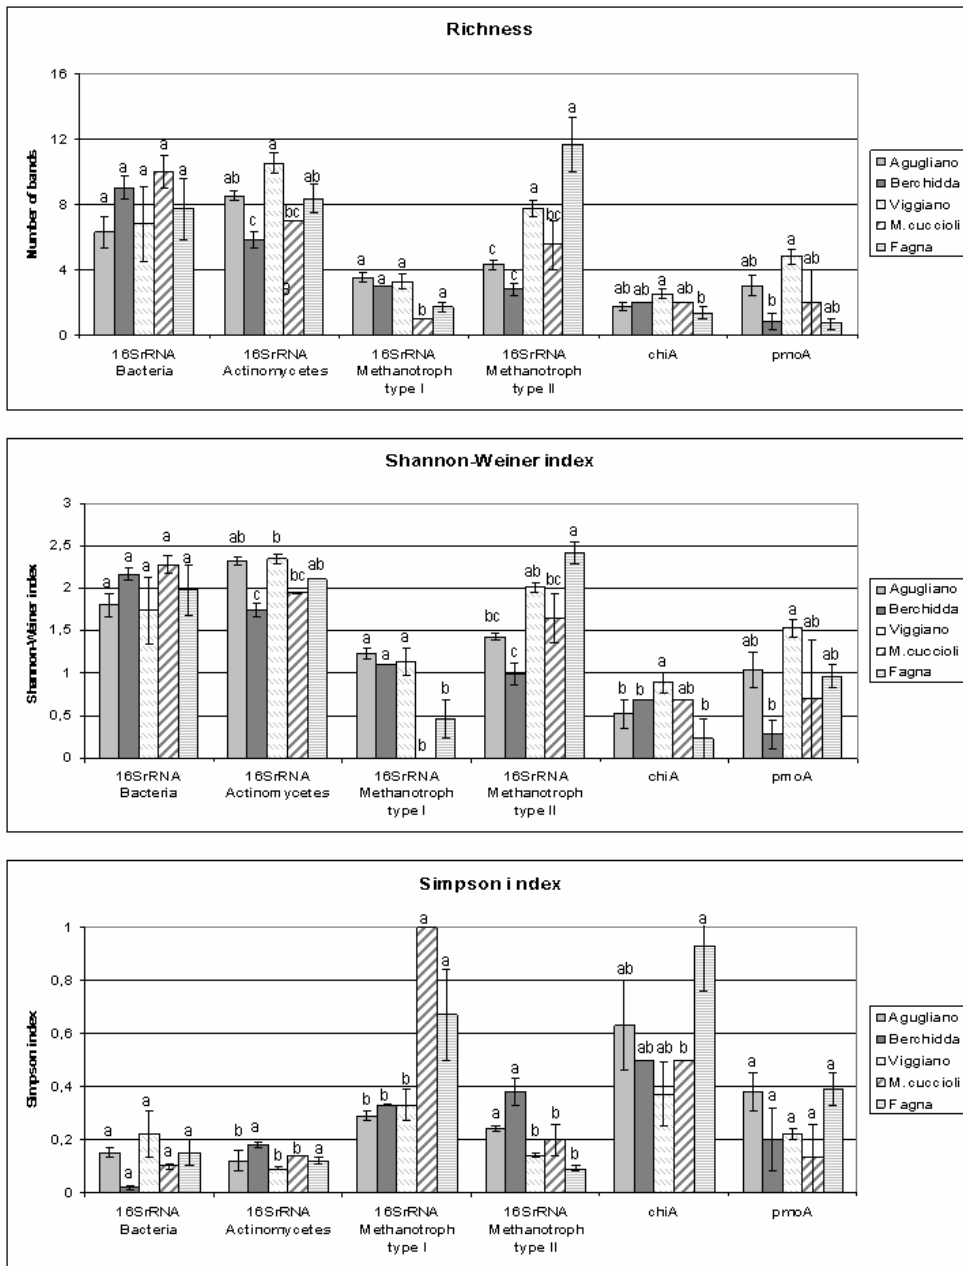 Richness
16
12
8
4
0
Number of bands
a a a a a
ab c a bc ab
a a a b a
c c a bc a
ab ab a ab b
ab b a ab ab
16SrRNA Bacteria
16SrRNA Actinomycetes
16SrRNA Methanotroph type I
16SrRNA Methanotroph type II
chiA
pmoA
Agugliano
Berchidda
Viggiano
M.cuccioli
Fagna
Shannon-Weiner index
3
2,5
2
1,5
1
0,5
0
Shannon-Weiner index
a a a a a
ab c b bc ab
a a a b b
bc c ab bc a
b b a ab b
ab b a ab ab
16SrRNA Bacteria
16SrRNA Actinomycetes
16SrRNA Methanotroph type I
16SrRNA Methanotroph type II
chiA
pmoA
Agugliano
Berchidda
Viggiano
M.cuccioli
Fagna
Simpson index
1
0,8
0,6
0,4
0,2
0
Simpson index
a a a a a
b a b b a
b b b a a
b a b b b
ab ab ab b a
a a a a a
16SrRNA Bacteria
16SrRNA Actinomycetes
16SrRNA Methanotroph type I
16SrRNA Methanotroph type II
chiA
pmoA
Agugliano
Berchidda
Viggiano
M.cuccioli
Fagna